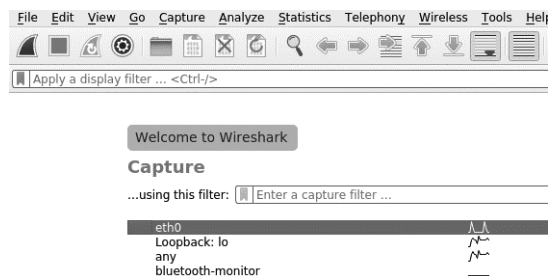 File Edit View Go Capture Analyze Statistics Telephony Wireless Tools Help
Apply a display filter ... <Ctrl-/>
Welcome to Wireshark
Capture
...using this filter: Enter a capture filter ...
eth0
Loopback: lo
any
bluetooth-monitor